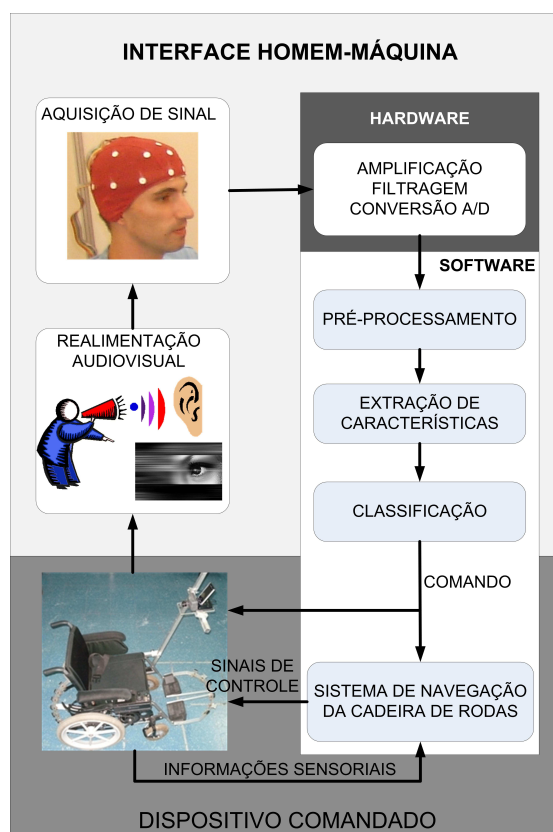 INTERFACE HOMEM-MÁQUINA
AQUISIÇÃO DE SINAL
HARDWARE
AMPLIFICAÇÃO
FILTRAGEM
CONVERSÃO A/D
SOFTWARE
PRÉ-PROCESSAMENTO
REALIMENTAÇÃO
AUDIOVISUAL
EXTRAÇÃO DE
CARACTERÍSTICAS
CLASSIFICAÇÃO
COMANDO
SINAIS DE
CONTROLE
SISTEMA DE NAVEGAÇÃO
DA CADEIRA DE RODAS
INFORMAÇÕES SENSORIAIS
DISPOSITIVO COMANDADO